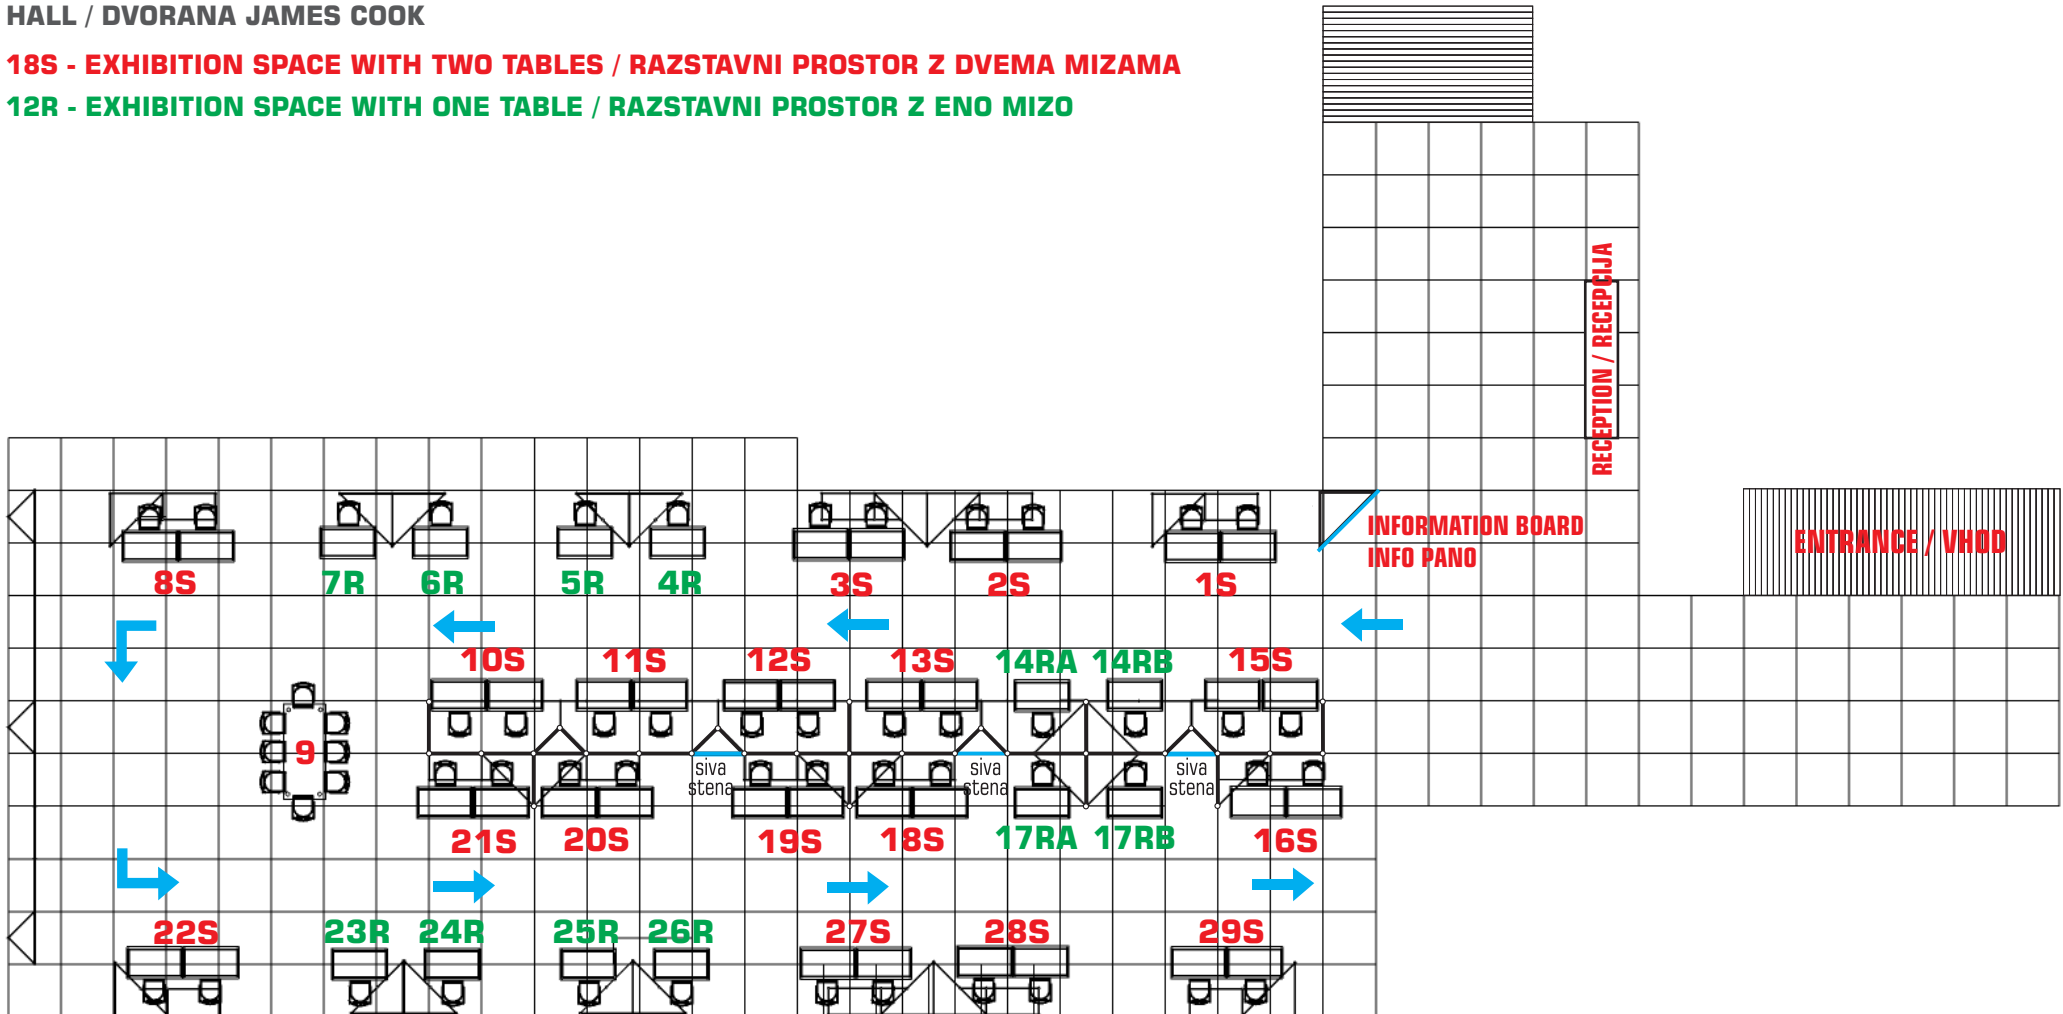 HALL / DVORANA JAMES COOK
18S - EXHIBITION SPACE WITH TWO TABLES / RAZSTAVNI PROSTOR Z DVEMA MIZAMA
12R - EXHIBITION SPACE WITH ONE TABLE / RAZSTAVNI PROSTOR Z ENO MIZO
RECEPTION / RECEPCIJA
INFORMATION BOARD
INFO PANO
ENTRANCE / VHOD
8S 7R 6R 5R 4R 3S 2S 1S
10S 11S 12S 13S 14RA 14RB 15S
9
siva
stena
siva
stena
siva
stena
21S 20S 19S 18S 17RA 17RB 16S
22S 23R 24R 25R 26R 27S 28S 29S